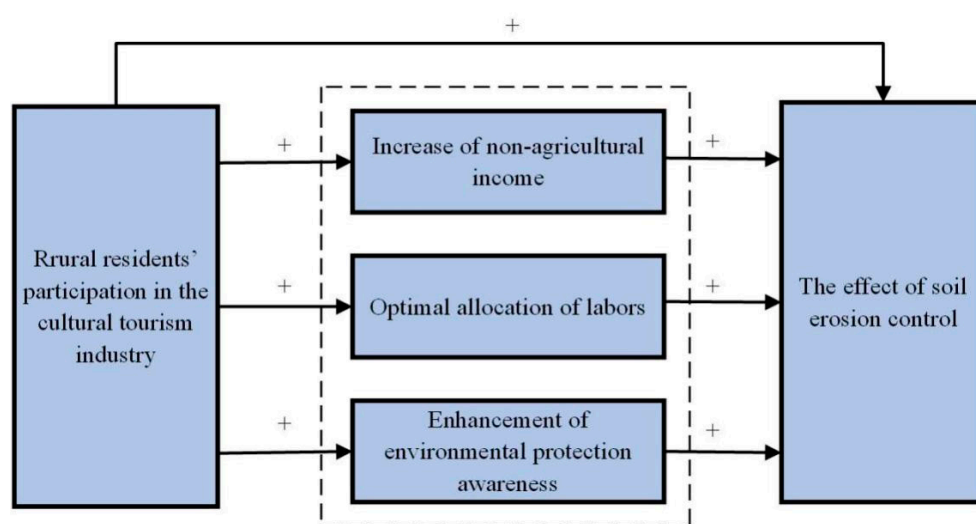 +
Rrural residents’
participation in the
cultural tourism
industry
+
Increase of non-agricultural
income
+
+
Optimal allocation of labors
+
+
Enhancement of
environmental protection
awareness
+
The effect of soil
erosion control